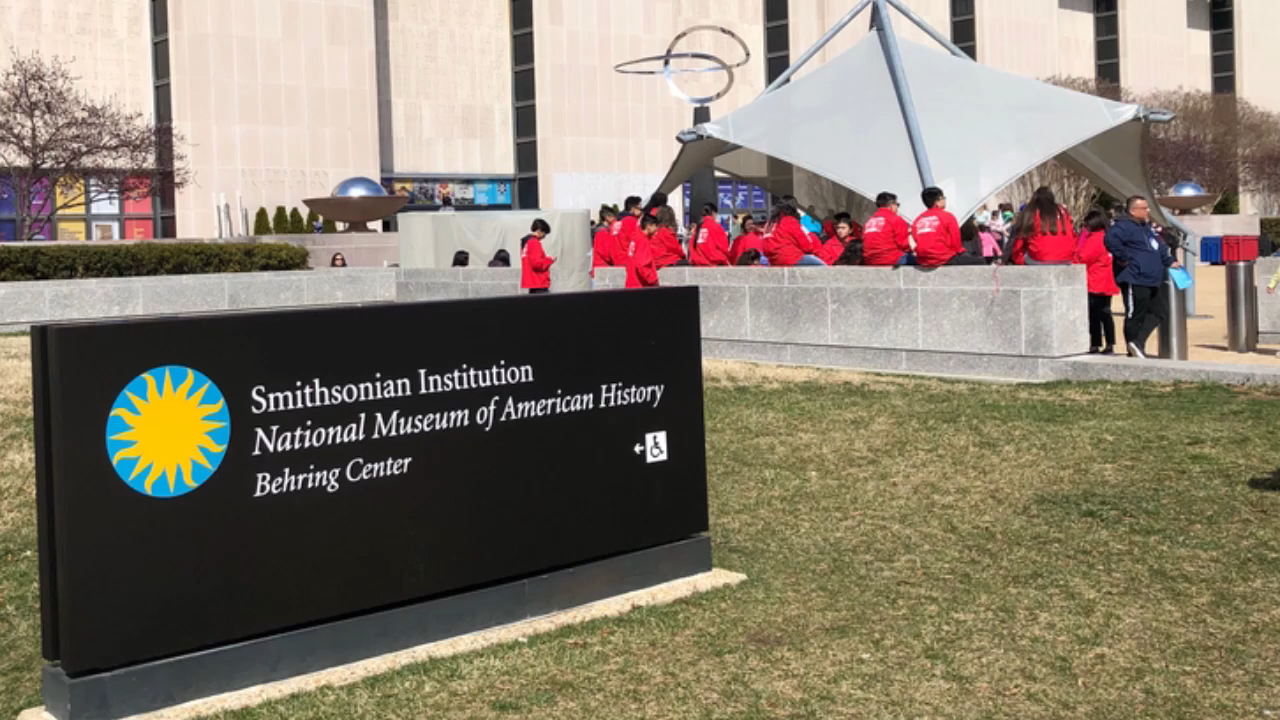 Smithsonian Institution
National Museum of American History
Behring Center